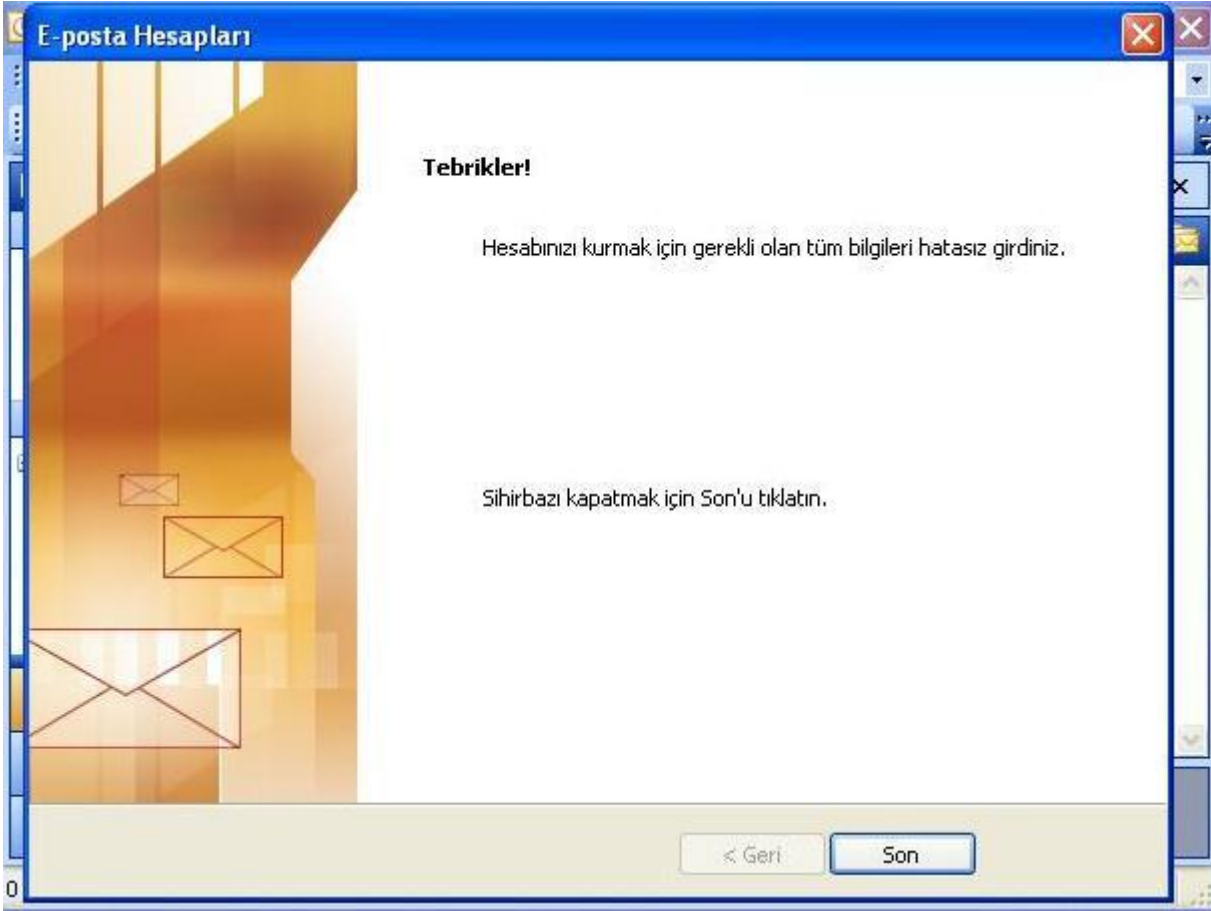 E-posta Hesapları
Tebrikler!
Hesabınızı kurmak için gerekli olan tüm bilgileri hatasız girdiniz.
Sihirbazı kapatmak için Son'u tıklatın.
< Geri
Son
0